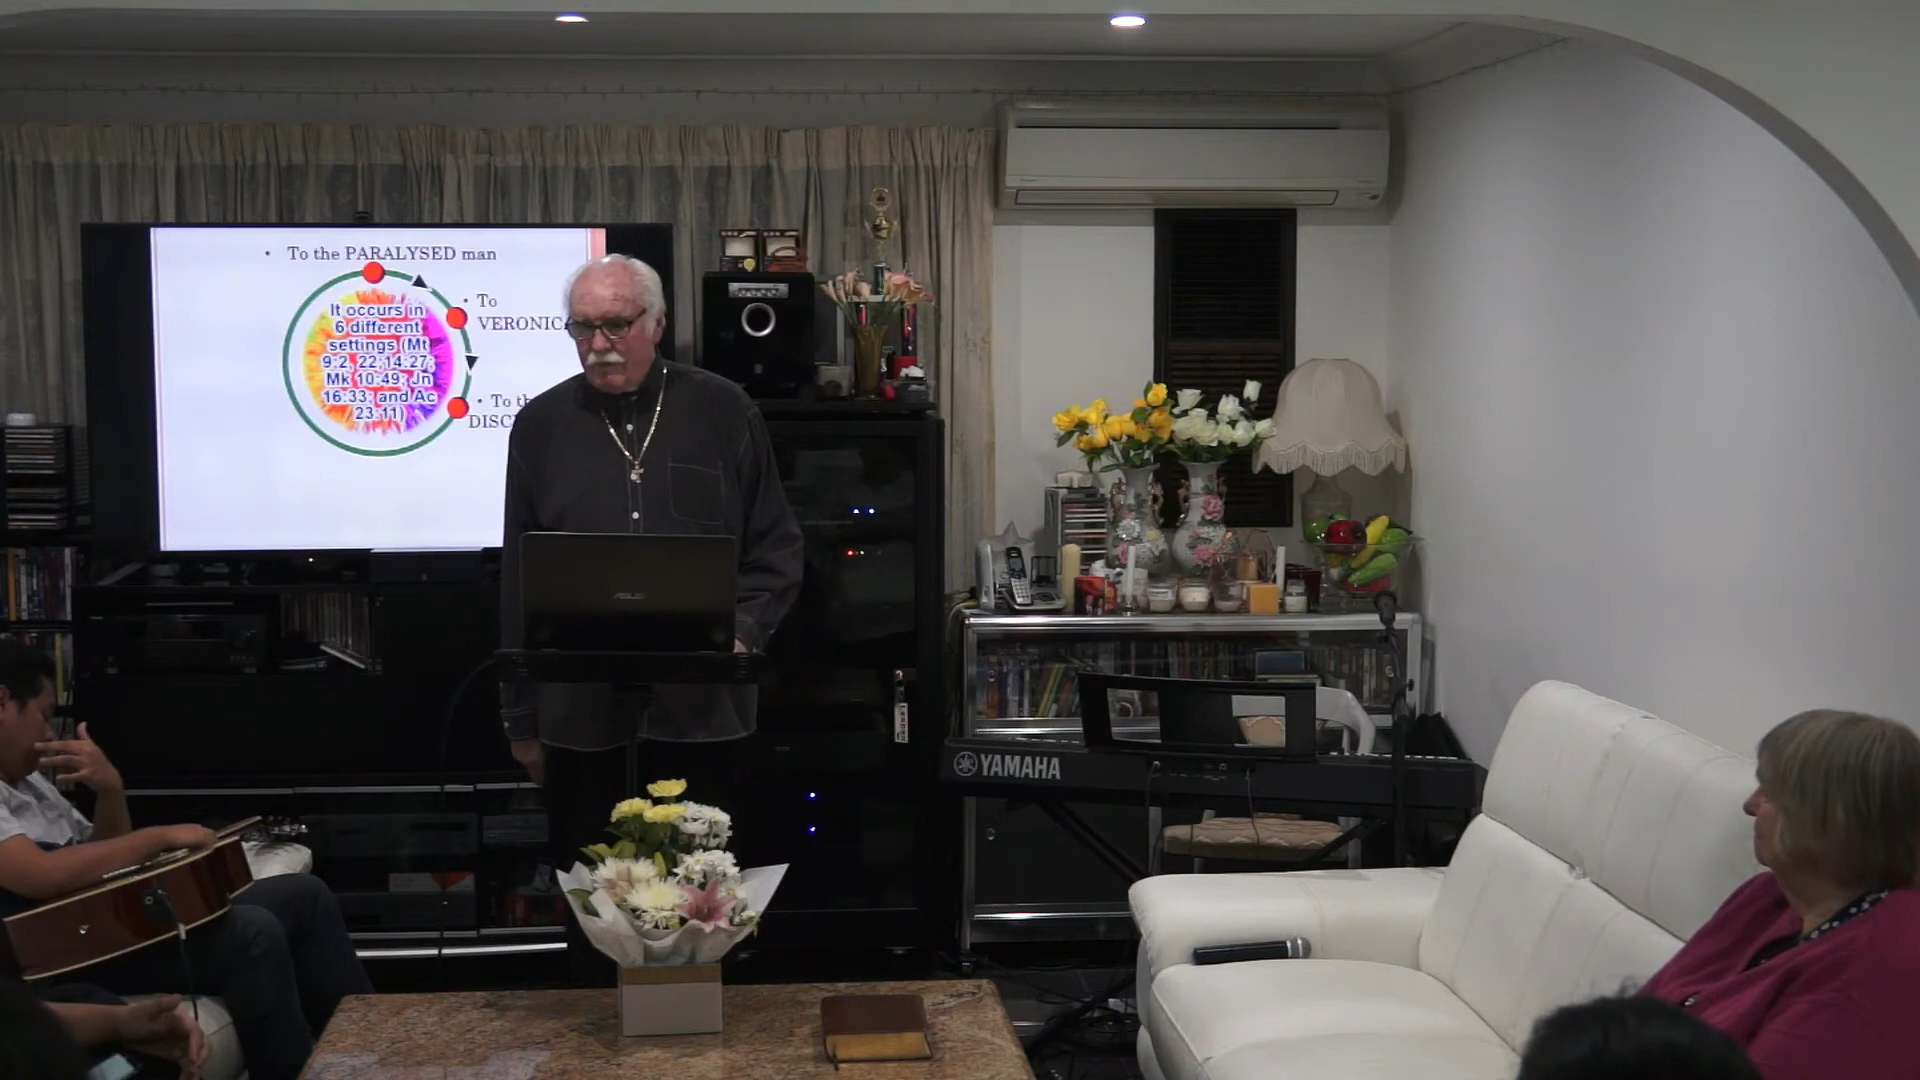 • To the PARALYSED man
It occurs in
6 different
settings (Mt
9:2, 22;14:27;
Mk 10:49; Jn
16:33; and Ac
23:11)
• To
VERONICA
• To th
DISC
ASUS
YAMAHA